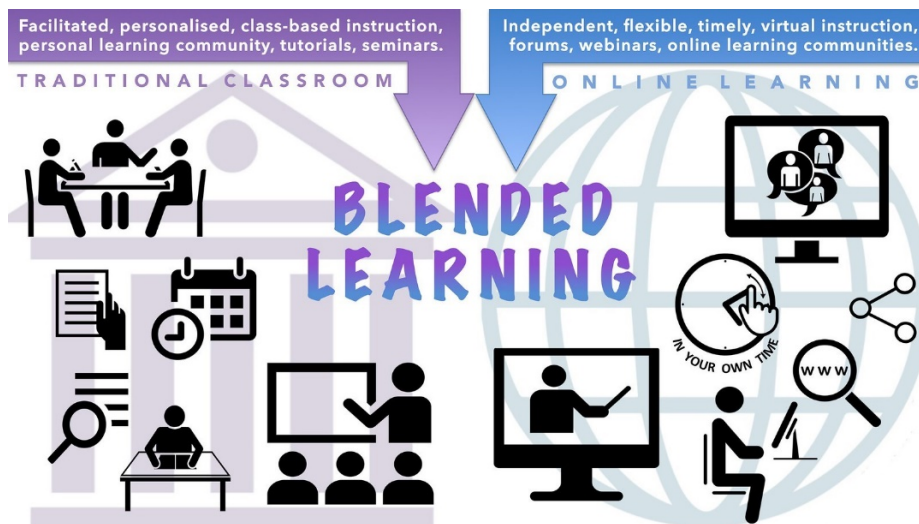 Facilitated, personalised, class-based instruction,
personal learning community, tutorials, seminars.
TRADITIONAL CLASSROOM
Independent, flexible, timely, virtual instruction,
forums, webinars, online learning communities.
ONLINE LEARNING
BLENDED
LEARNING
IN YOUR OWN TIME
www